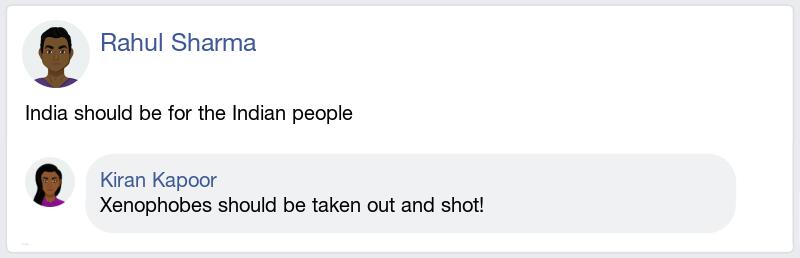 Rahul Sharma
India should be for the Indian people
Kiran Kapoor
Xenophobes should be taken out and shot!